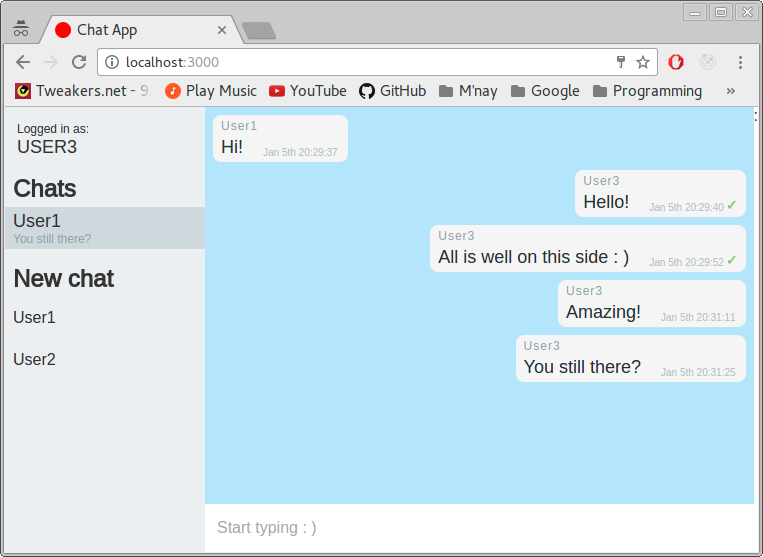 Chat App
localhost:3000
Tweakers.net - 9
Play Music
YouTube
GitHub
M'nay
Google
Programming
»
Logged in as:
USER3
Chats
User1
You still there?
New chat
User1
User2
User1
Hi! Jan 5th 20:29:37
User3
Hello! Jan 5th 20:29:40 ✓
User3
All is well on this side : ) Jan 5th 20:29:52 ✓
User3
Amazing! Jan 5th 20:31:11
User3
You still there? Jan 5th 20:31:25
Start typing : )
: